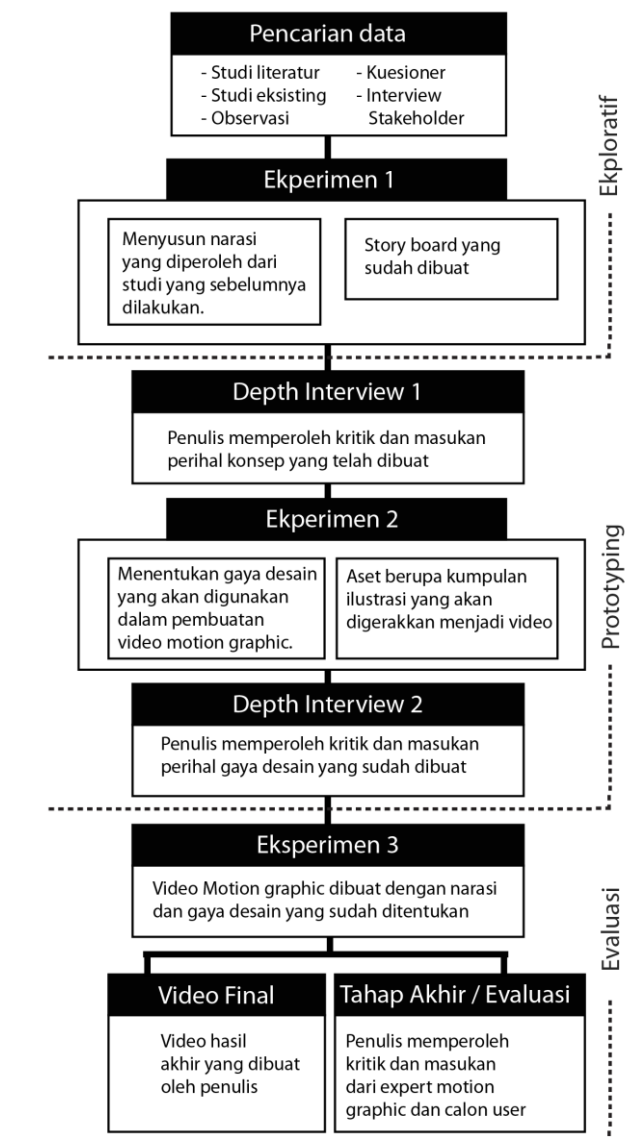 Pencarian data
- Studi literatur
- Studi eksisting
- Observasi
- Kuesioner
- Interview
Stakeholder
Ekploratif
Ekperimen 1
Menyusun narasi
yang diperoleh dari
studi yang sebelumnya
dilakukan.
Story board yang
sudah dibuat
Depth Interview 1
Penulis memperoleh kritik dan masukan
perihal konsep yang telah dibuat
Ekperimen 2
Menentukan gaya desain
yang akan digunakan
dalam pembuatan
video motion graphic.
Aset berupa kumpulan
ilustrasi yang akan
digerakkan menjadi video
Prototyping
Depth Interview 2
Penulis memperoleh kritik dan masukan
perihal gaya desain yang sudah dibuat
Eksperimen 3
Video Motion graphic dibuat dengan narasi
dan gaya desain yang sudah ditentukan
Evaluasi
Video Final
Video hasil
akhir yang dibuat
oleh penulis
Tahap Akhir / Evaluasi
Penulis memperoleh
kritik dan masukan
dari expert motion
graphic dan calon user